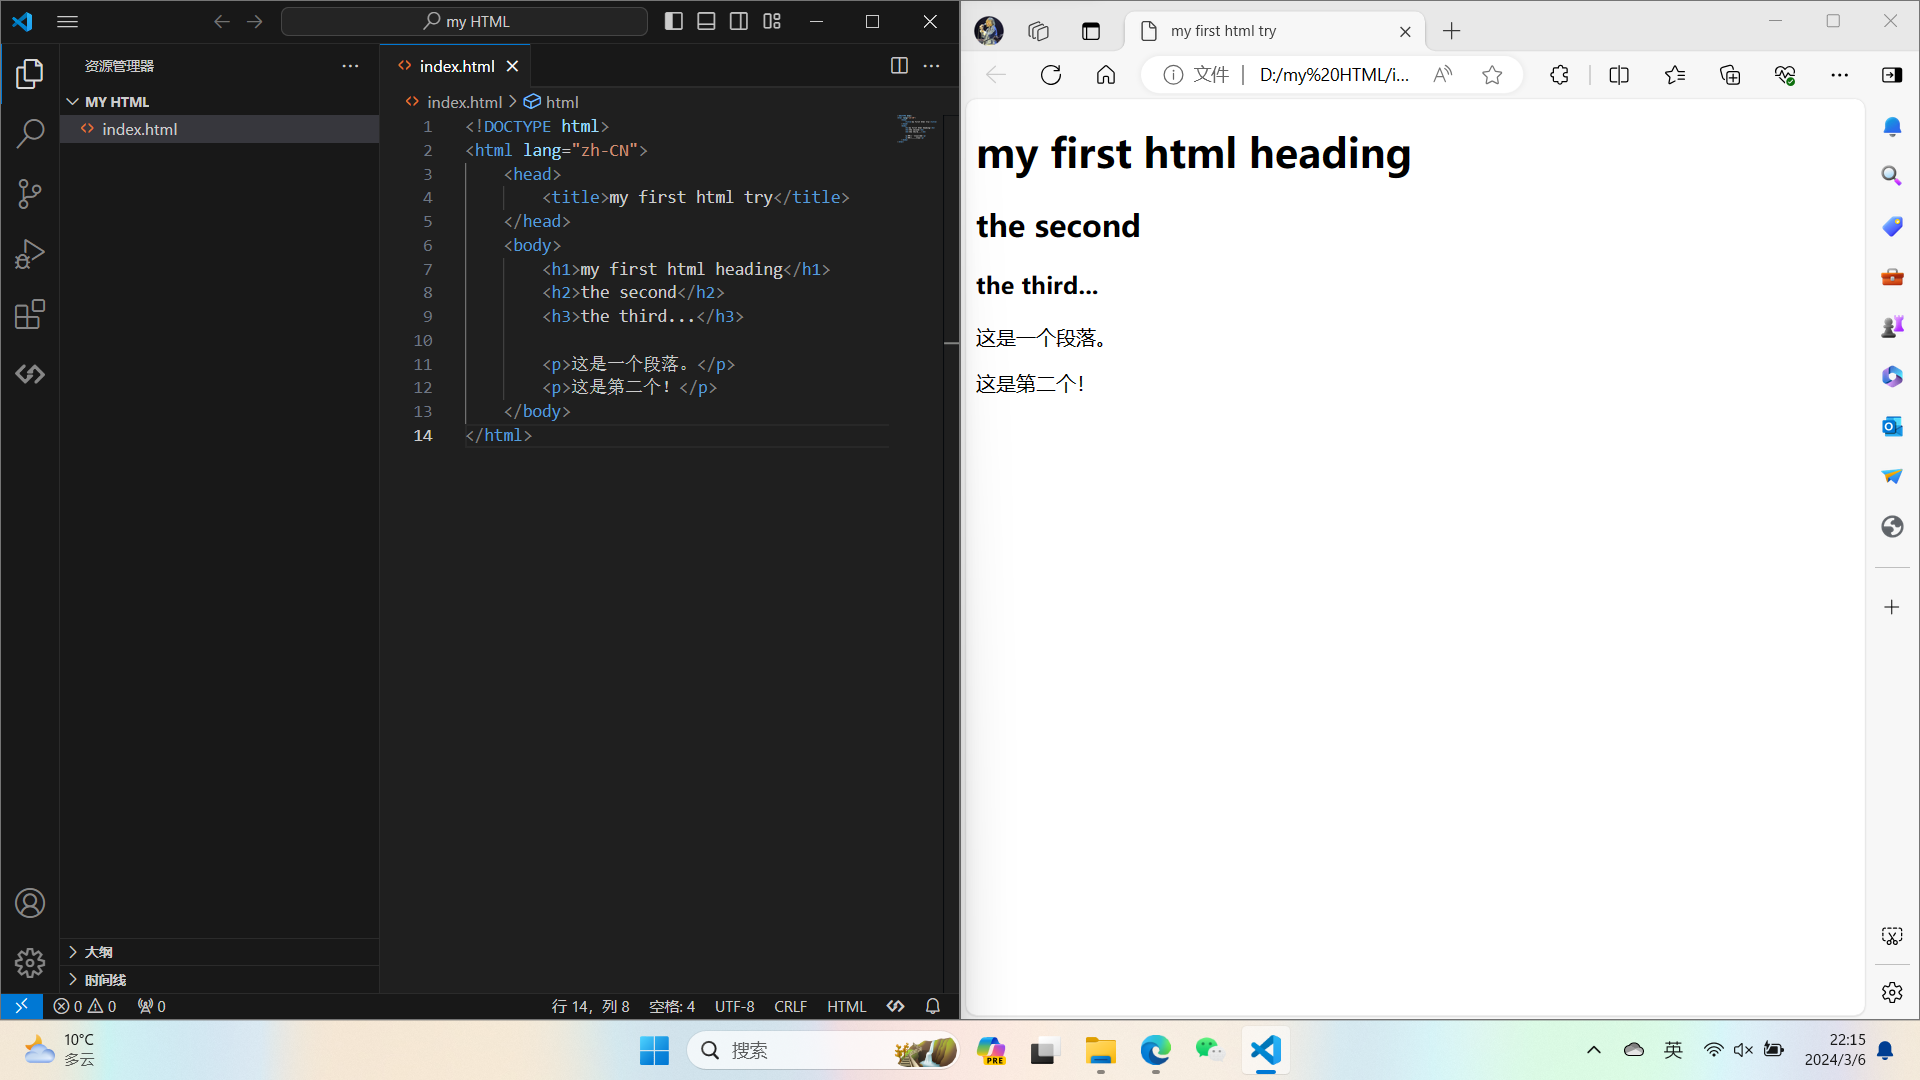 my HTML
资源管理器
MY HTML
index.html
大纲
时间线
index.html
index.html > html
1 <!DOCTYPE html>
2 <html lang="zh-CN">
3 <head>
4 <title>my first html try</title>
5 </head>
6 <body>
7 <h1>my first html heading</h1>
8 <h2>the second</h2>
9 <h3>the third...</h3>
10
11 <p>这是一个段落。</p>
12 <p>这是第二个！</p>
13 </body>
14 </html>
0 0 0
行 14，列 8 空格: 4 UTF-8 CRLF HTML
my first html try
文件 D:/my%20HTML/i...
my first html heading
the second
the third...
这是一个段落。
这是第二个！
10°C
多云
搜索
PRE
英
22:15
2024/3/6